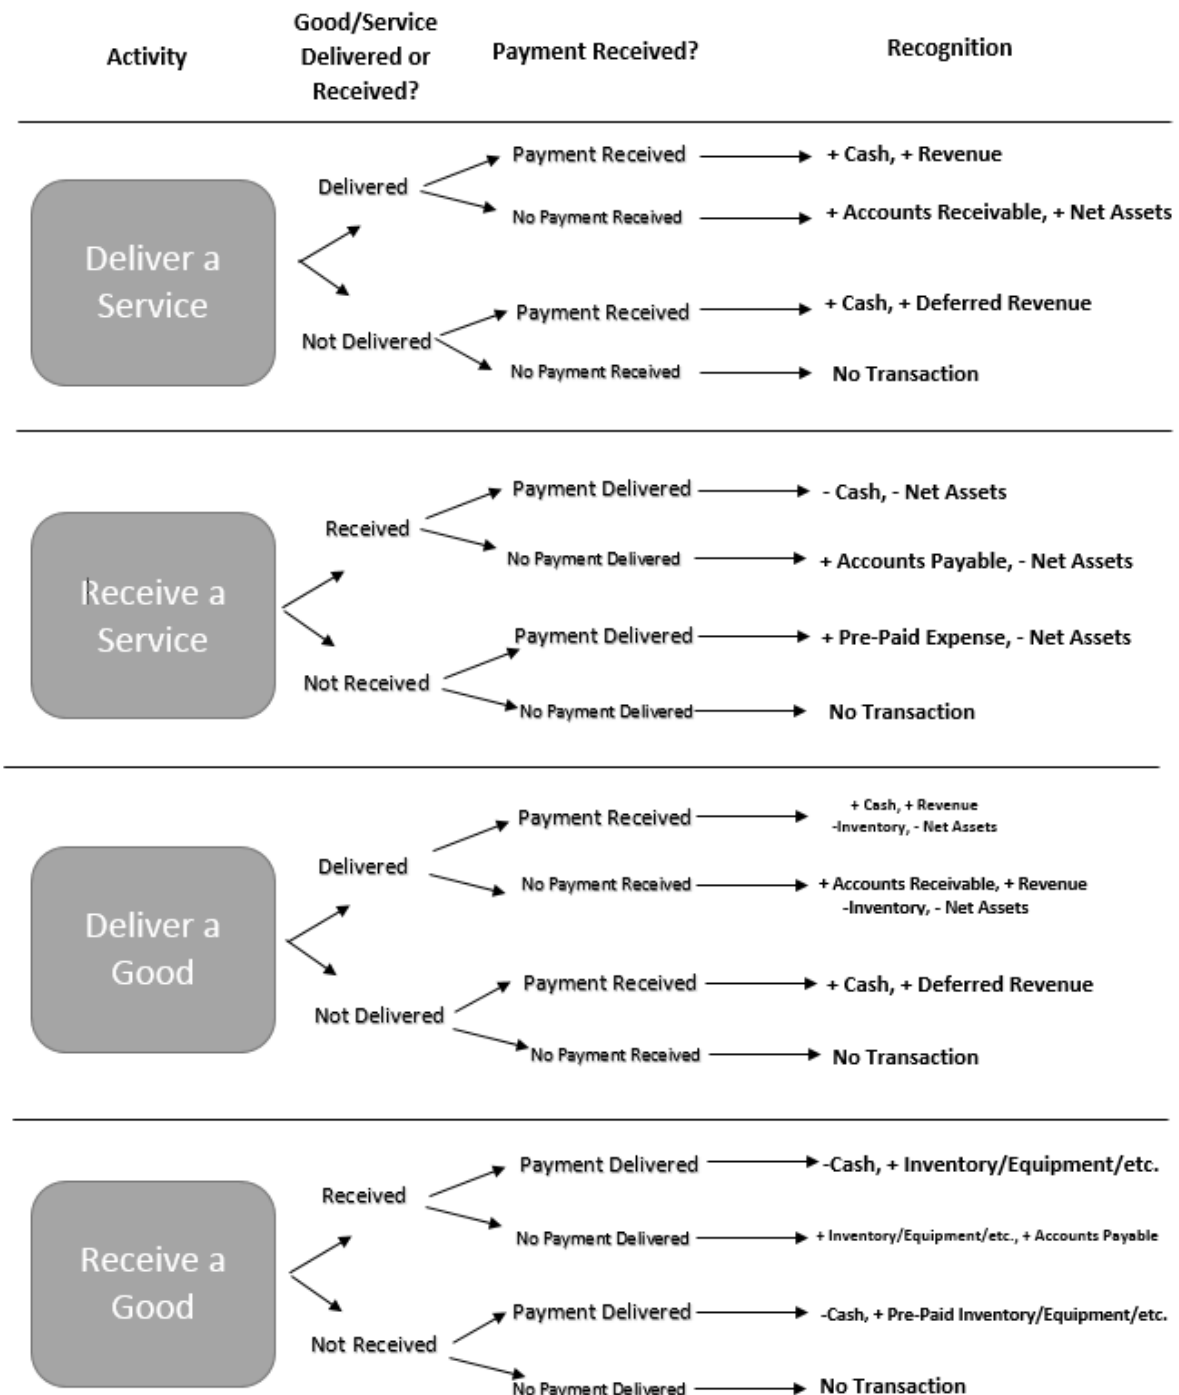 Activity
Good/Service
Delivered or
Received?
Payment Received?
Recognition
Deliver a
Service
Delivered
Payment Received
+ Cash, + Revenue
No Payment Received
+ Accounts Receivable, + Net Assets
Not Delivered
Payment Received
+ Cash, + Deferred Revenue
No Payment Received
No Transaction
Receive a
Service
Received
Payment Delivered
- Cash, - Net Assets
No Payment Delivered
+ Accounts Payable, - Net Assets
Not Received
Payment Delivered
+ Pre-Paid Expense, - Net Assets
No Payment Delivered
No Transaction
Deliver a
Good
Delivered
Payment Received
+ Cash, + Revenue
-Inventory, - Net Assets
No Payment Received
+ Accounts Receivable, + Revenue
-Inventory, - Net Assets
Not Delivered
Payment Received
+ Cash, + Deferred Revenue
No Payment Received
No Transaction
Receive a
Good
Received
Payment Delivered
-Cash, + Inventory/Equipment/etc.
No Payment Delivered
+ Inventory/Equipment/etc., + Accounts Payable
Not Received
Payment Delivered
-Cash, + Pre-Paid Inventory/Equipment/etc.
No Payment Delivered
No Transaction